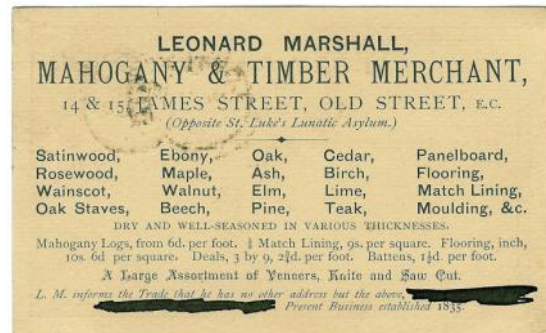 LEONARD MARSHALL,
MAHOGANY & TIMBER MERCHANT,
14 & 15, JAMES STREET, OLD STREET, E.C.
(Opposite St. Luke's Lunatic Asylum.)
Satinwood, Ebony, Oak, Cedar, Panelboard,
Rosewood, Maple, Ash, Birch, Flooring,
Wainscot, Walnut, Elm, Lime, Match Lining,
Oak Staves, Beech, Pine, Teak, Moulding, &c.
DRY AND WELL-SEASONED IN VARIOUS THICKNESSES.
Mahogany Logs, from 6d. per foot. Match Lining, 9s. per square. Flooring, inch,
10s. 6d per square. Deals, 3 by 9, per foot. Battens, 1½d. per foot.
A Large Assortment of Veneers, Knife and Saw Cut.
L. M. informs the Trade that he has no other address but the above,
Present Business established 1835.